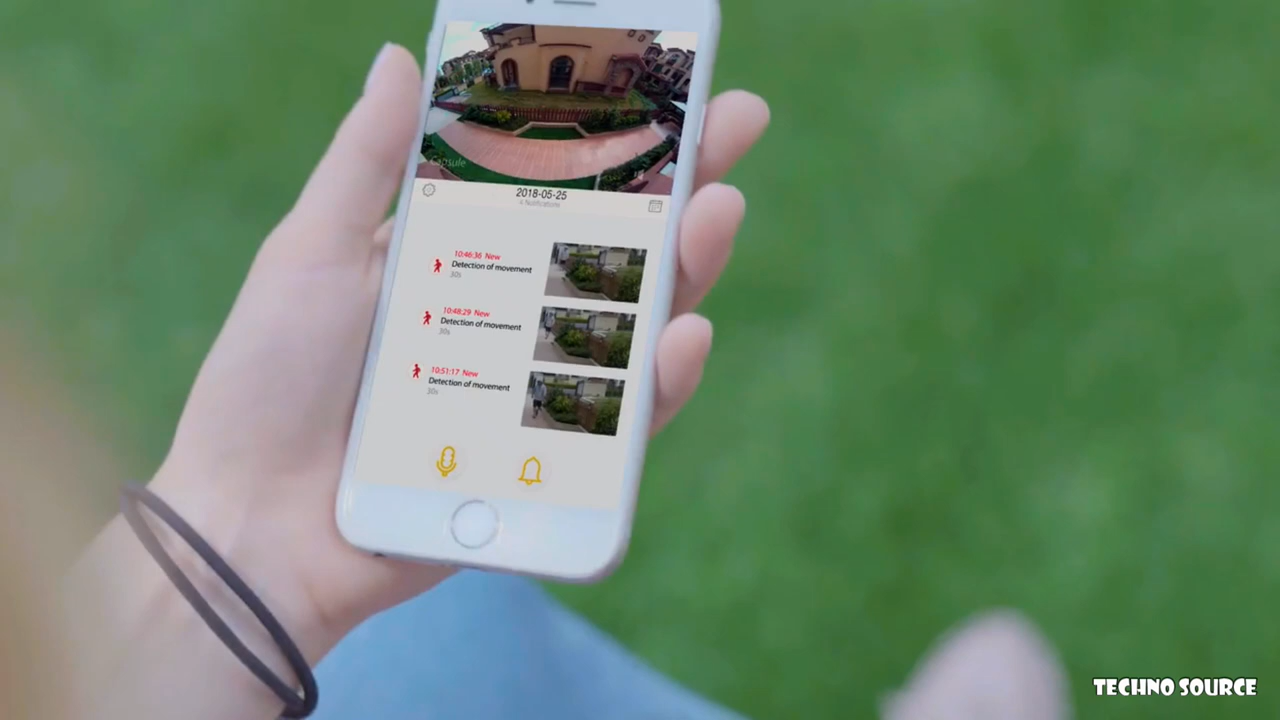 Capsule
2018-05-25
4 Notifications
10:46:36 New
Detection of movement
30s
10:48:29 New
Detection of movement
30s
10:51:17 New
Detection of movement
30s
TECHNO SOURCE